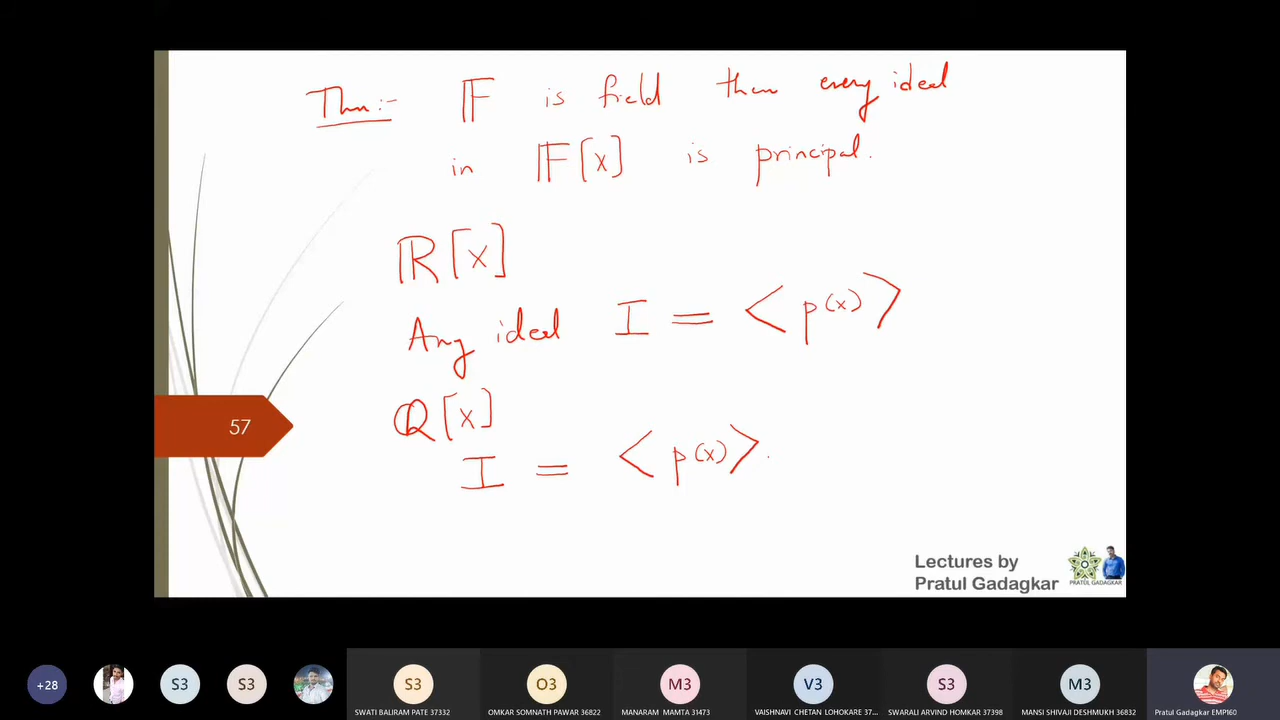 Thm:- 𝔽 is field then every ideal
in 𝔽[x] is principal.
ℝ[x]
Any ideal I = <p(x)>
ℚ[x]
I = <p(x)>
57
Lectures by
Pratul Gadagkar
PRATUL GADAGKAR
+28
S3
S3
S3
O3
M3
V3
S3
M3
SWATI BALIRAM PATE 37332
OMKAR SOMNATH PAWAR 36822
MANARAM MAMTA 31473
VAISHNAVI CHETAN LOHOKARE 37...
SWARALI ARVIND HOMKAR 37398
MANSI SHIVAJI DESHMUKH 36832
Pratul Gadagkar EMPI60